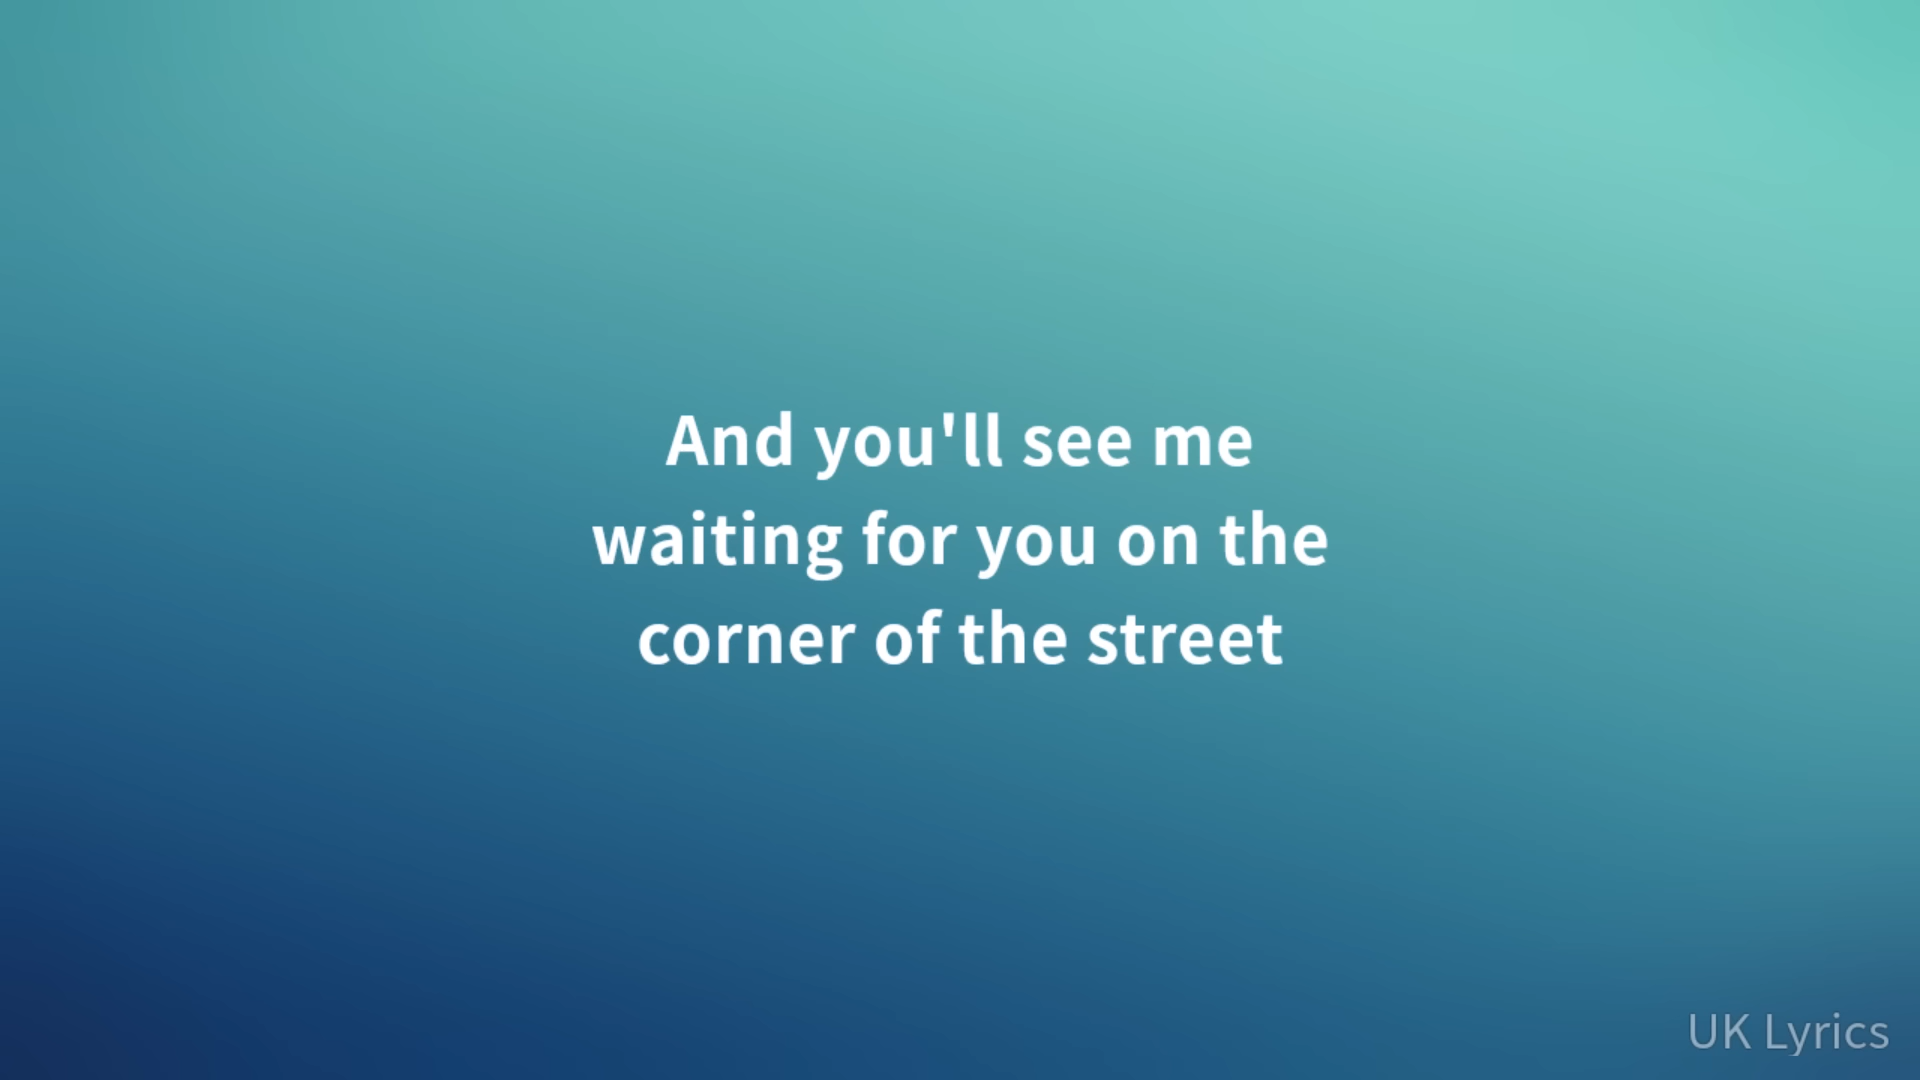 And you'll see me
waiting for you on the
corner of the street
UK Lyrics